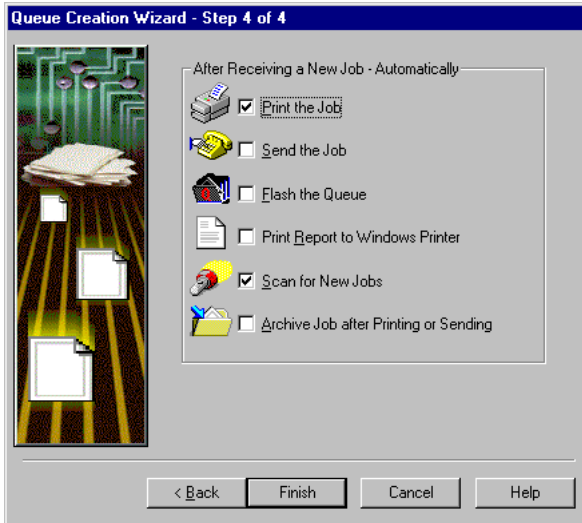 Queue Creation Wizard - Step 4 of 4
After Receiving a New Job - Automatically
Print the Job
Send the Job
Flash the Queue
Print Report to Windows Printer
Scan for New Jobs
Archive Job after Printing or Sending
< Back Finish Cancel Help